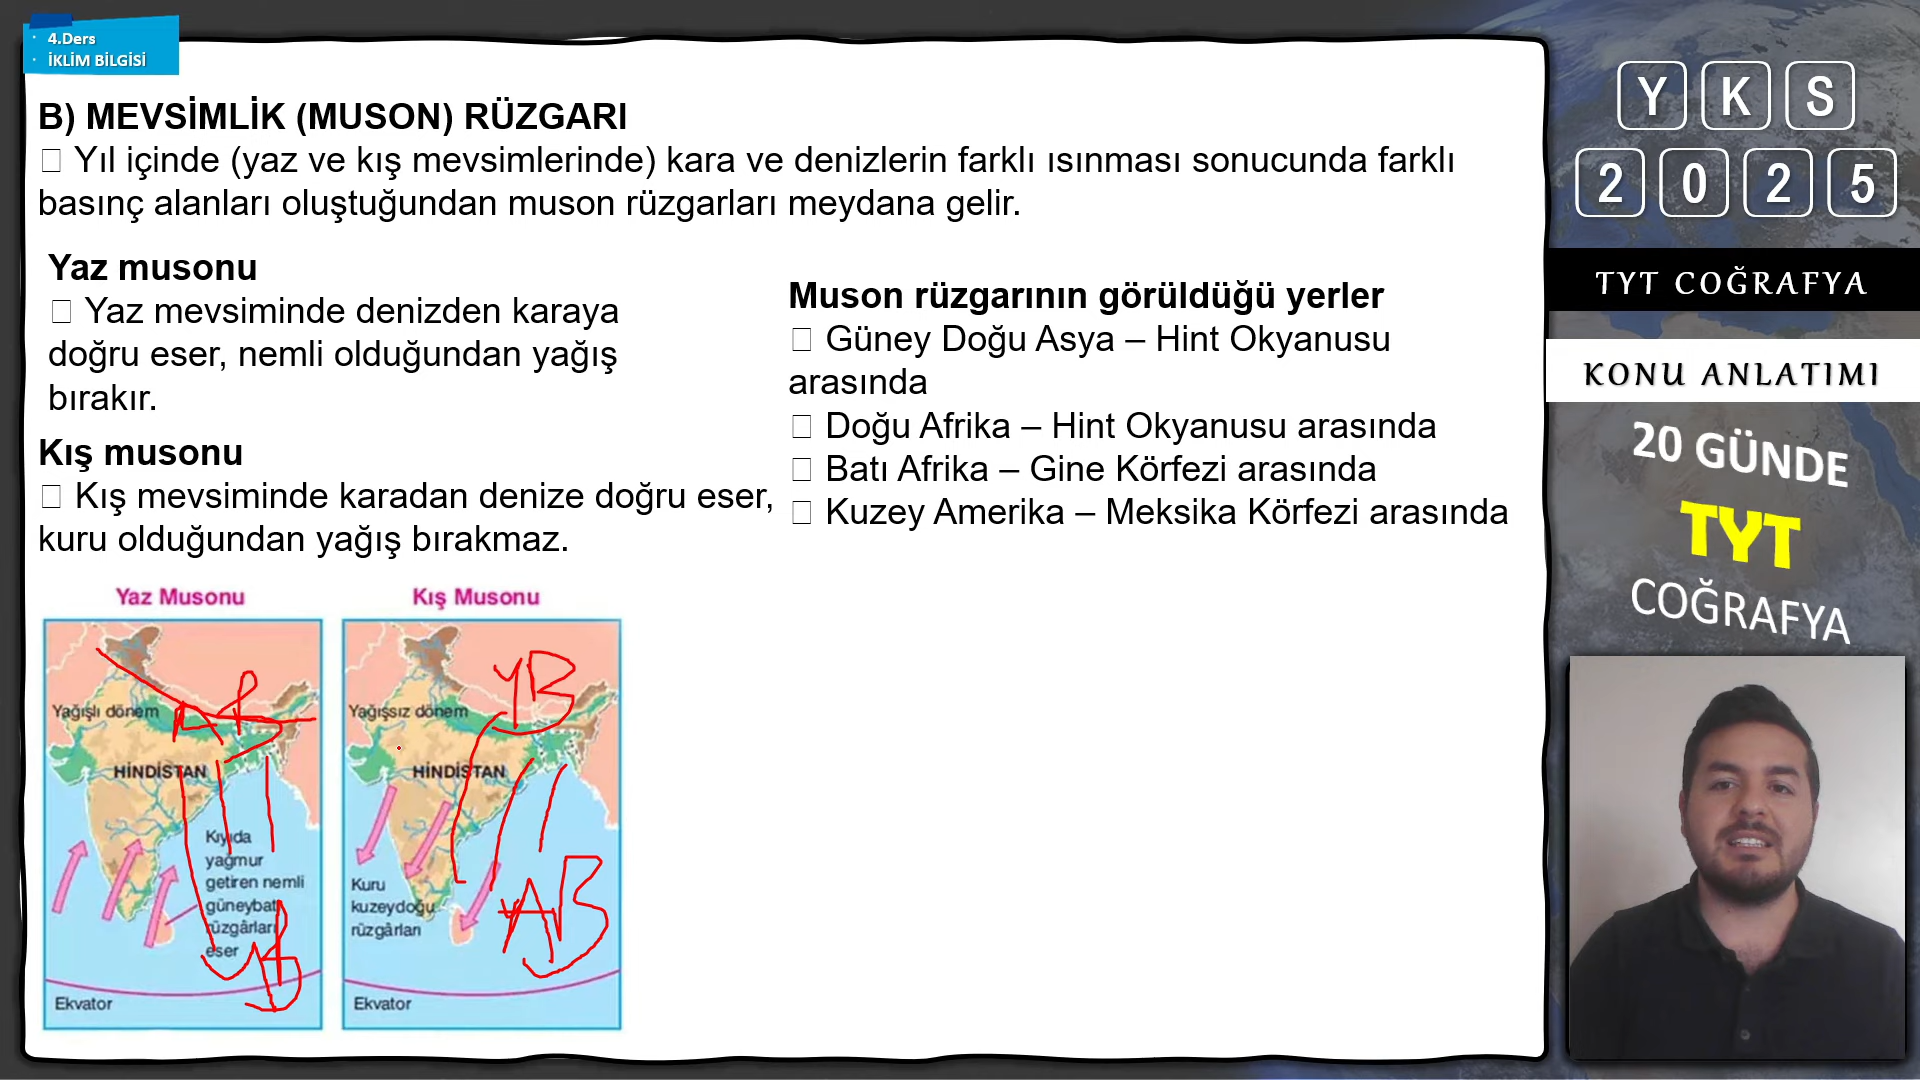 4.Ders
İKLİM BİLGİSİ
B) MEVSİMLİK (MUSON) RÜZGARI
Yıl içinde (yaz ve kış mevsimlerinde) kara ve denizlerin farklı ısınması sonucunda farklı
basınç alanları oluştuğundan muson rüzgarları meydana gelir.
Yaz musonu
Yaz mevsiminde denizden karaya
doğru eser, nemli olduğundan yağış
bırakır.
Kış musonu
Kış mevsiminde karadan denize doğru eser,
kuru olduğundan yağış bırakmaz.
Muson rüzgarının görüldüğü yerler
Güney Doğu Asya – Hint Okyanusu
arasında
Doğu Afrika – Hint Okyanusu arasında
Batı Afrika – Gine Körfezi arasında
Kuzey Amerika – Meksika Körfezi arasında
Yaz Musonu
Yağışlı dönem
AB
HİNDİSTAN
Kıyıda
yağmur
getiren nemli
güneybatı
rüzgârları
eser
YB
Ekvator
Kış Musonu
YB
Yağışsız dönem
HİNDİSTAN
Kuru
kuzeydoğu
rüzgârları
AB
Ekvator
YKS
2025
TYT COĞRAFYA
KONU ANLATIMI
20 GÜNDE
TYT
COĞRAFYA